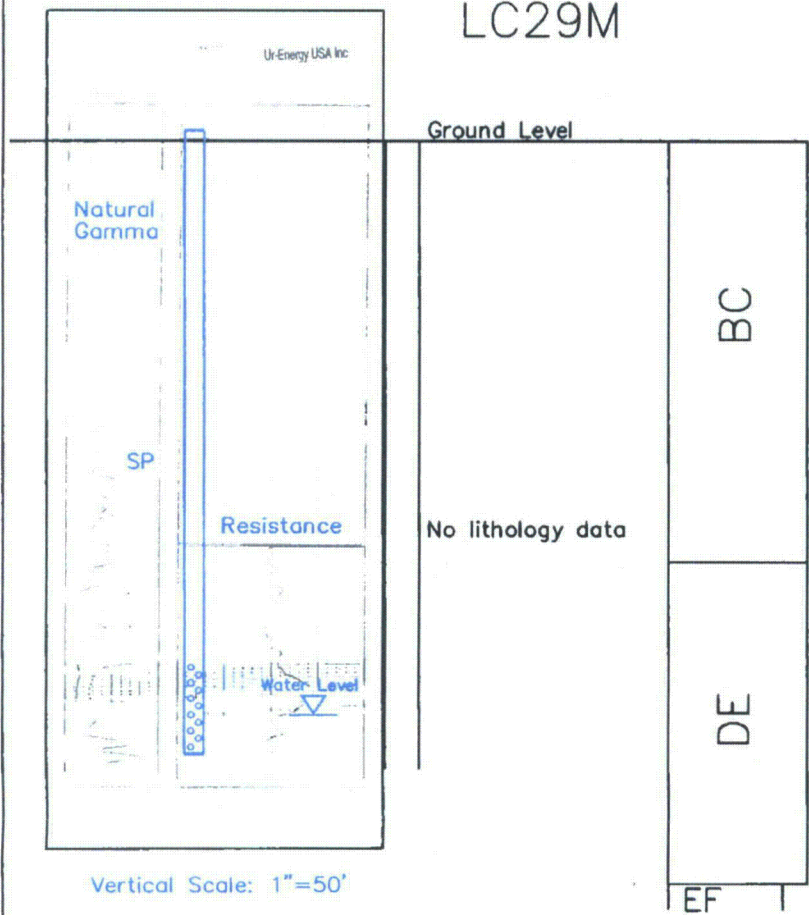 LC29M
Ur-Energy USA Inc
Ground Level
Natural
Gamma
BC
SP
Resistance
No lithology data
Water Level
DE
Vertical Scale: 1"=50'
EF